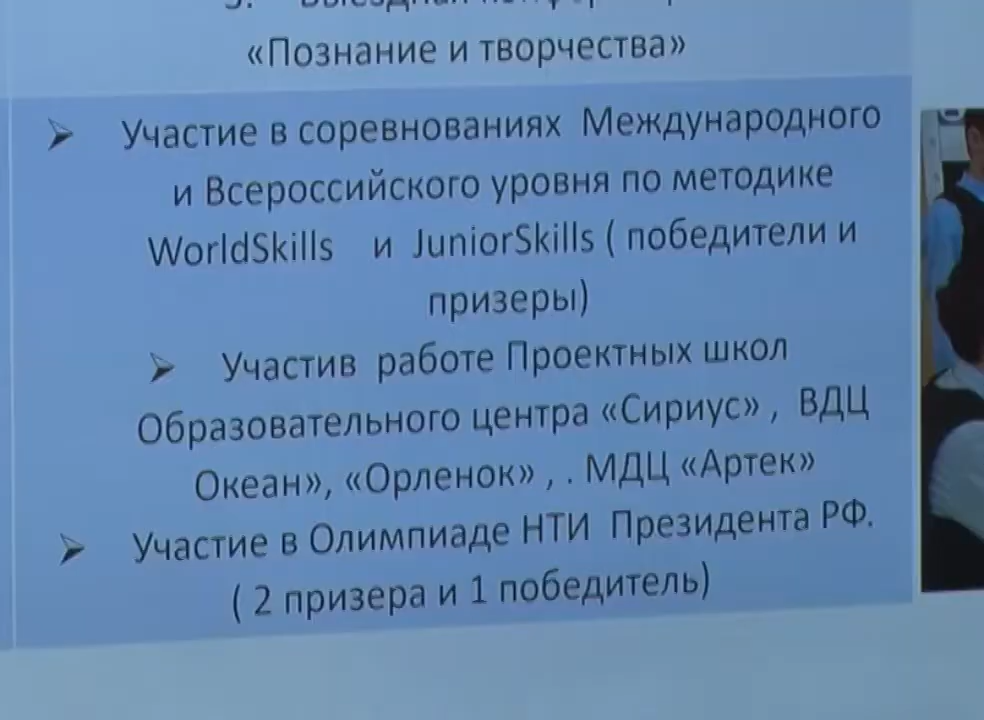 «Познание и творчества»
➢ Участие в соревнованиях Международного
и Всероссийского уровня по методике
WorldSkills и JuniorSkills ( победители и
призеры)
➢ Участив работе Проектных школ
Образовательного центра «Сириус» , ВДЦ
Океан», «Орленок» , . МДЦ «Артек»
➢ Участие в Олимпиаде НТИ Президента РФ.
( 2 призера и 1 победитель)